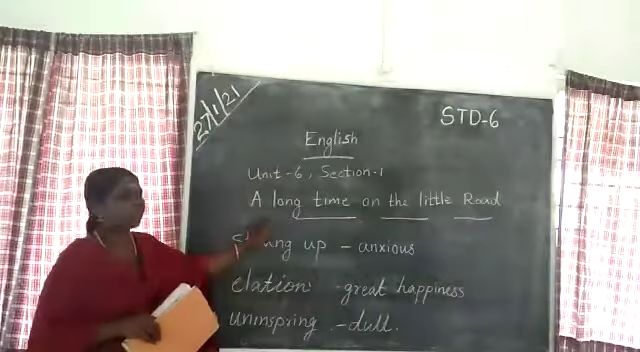 27/1/21
STD-6
English
Unit-6, Section-1
A long time on the little Road
up - anxious
elation - great happiness
uninspring - dull.